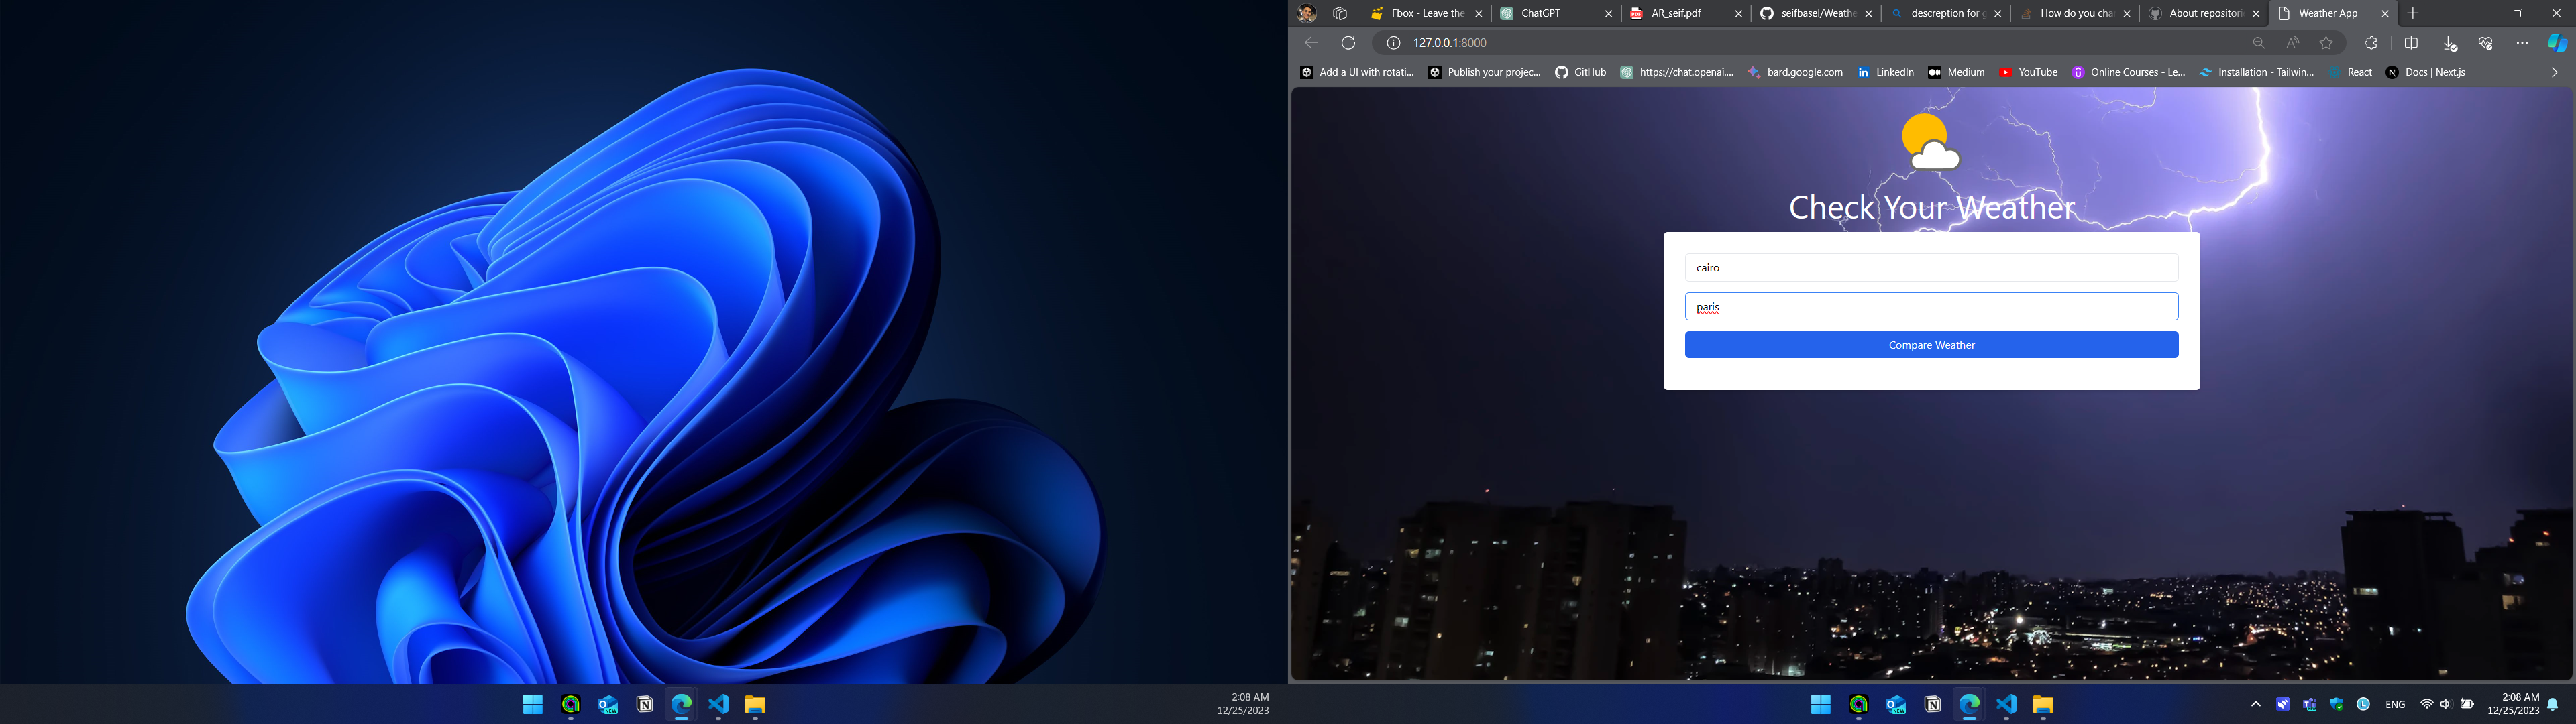 Fbox - Leave the
ChatGPT
AR_seif.pdf
seifbasel/Weathe
descreption for g
How do you chan
About repositorie
Weather App
127.0.0.1:8000
Add a UI with rotati...
Publish your projec...
GitHub
https://chat.openai....
bard.google.com
LinkedIn
Medium
YouTube
Online Courses - Le...
Installation - Tailwin...
React
Docs | Next.js
Check Your Weather
cairo
paris
Compare Weather
2:08 AM
12/25/2023
ENG
2:08 AM
12/25/2023